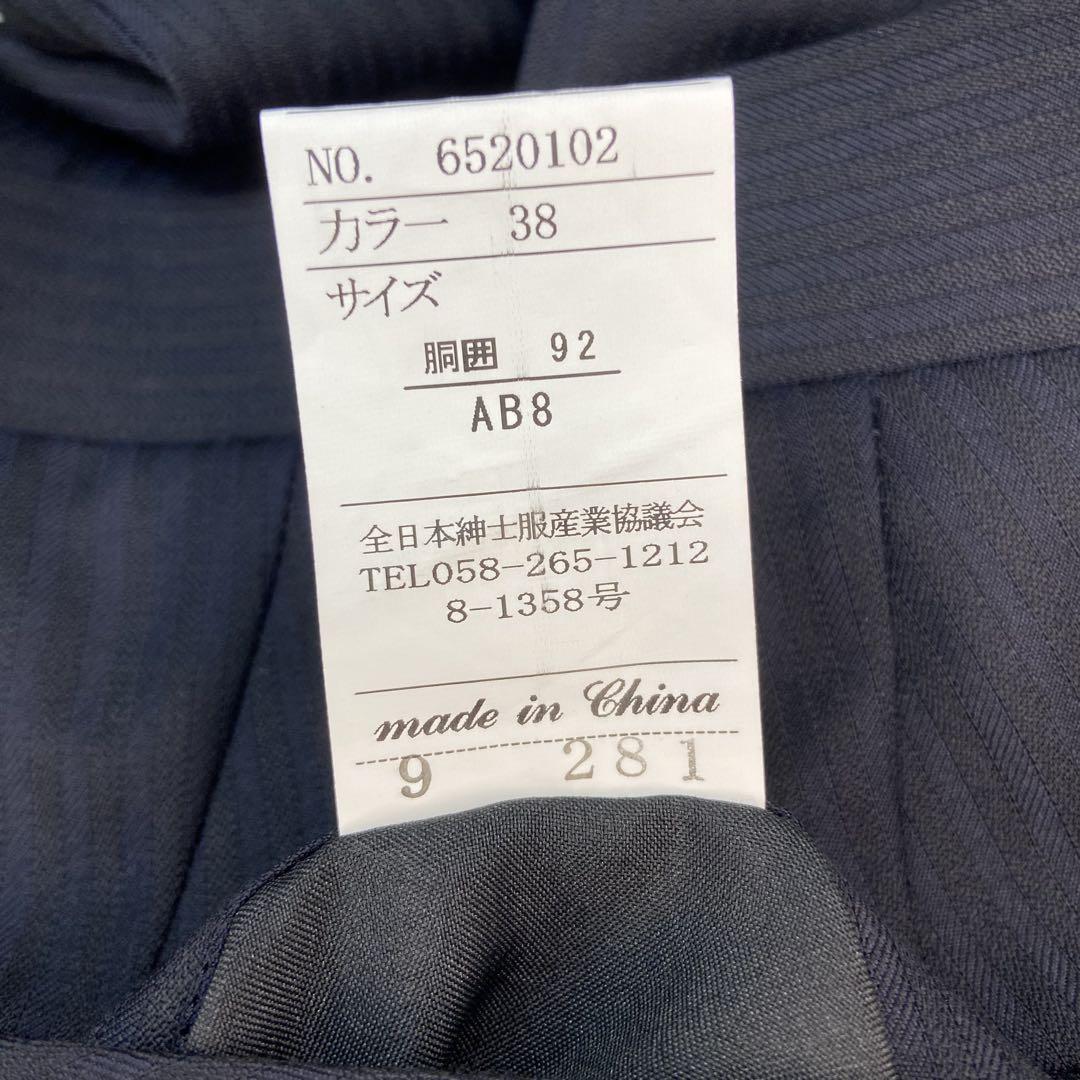 NO. 6520102
カラー 38
サイズ
胴囲 92
AB8
全日本紳士服産業協議会
TEL058-265-1212
8-1358号
made in China
9 281